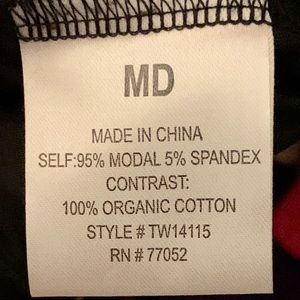 MD
MADE IN CHINA
SELF:95% MODAL 5% SPANDEX
CONTRAST:
100% ORGANIC COTTON
STYLE # TW14115
RN # 77052